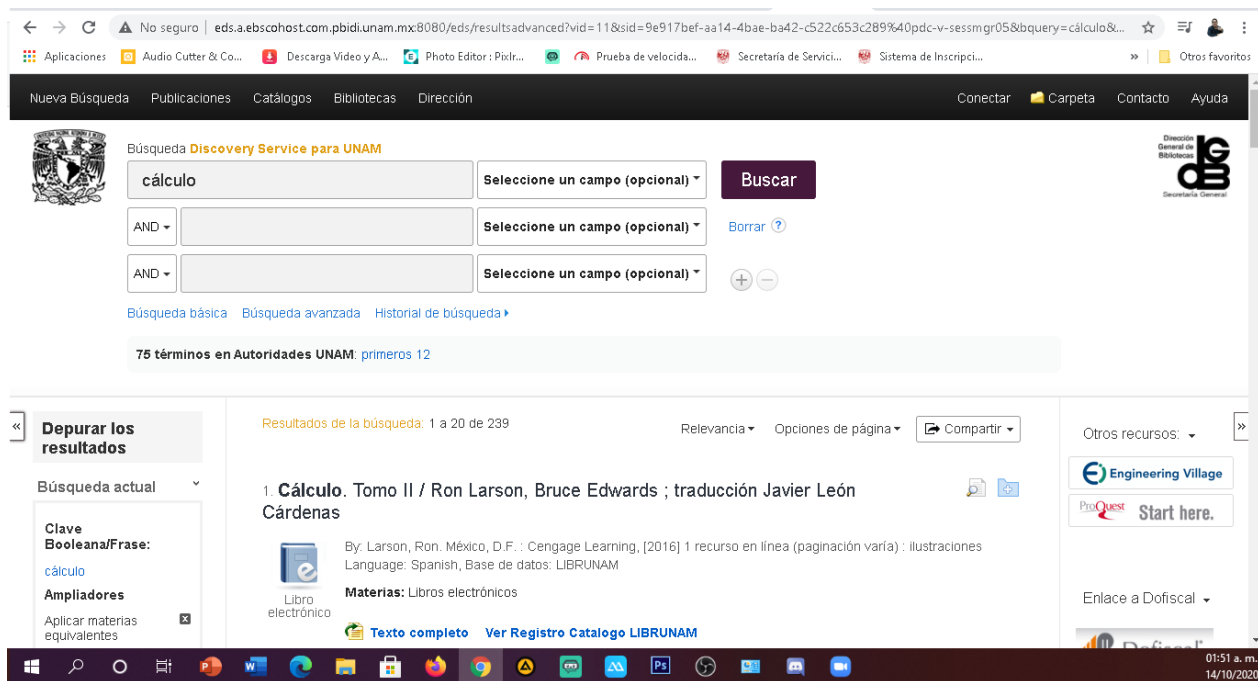 No seguro | eds.a.ebscohost.com.pbidi.unam.mx:8080/eds/resultsadvanced?vid=11&sid=9e917bef-aa14-4bae-ba42-c522c653c289%40pdc-v-sessmgr05&bquery=cálculo&...
Aplicaciones Audio Cutter & Co... Descarga Video y A... Photo Editor : Pixlr... Prueba de velocida... Secretaría de Servici... Sistema de Inscripci... » Otros favoritos
Nueva Búsqueda Publicaciones Catálogos Bibliotecas Dirección Conectar Carpeta Contacto Ayuda
Búsqueda Discovery Service para UNAM
Dirección
General de
Bibliotecas
Secretaría General
cálculo Seleccione un campo (opcional) Buscar
AND Seleccione un campo (opcional) Borrar ?
AND Seleccione un campo (opcional)
Búsqueda básica Búsqueda avanzada Historial de búsqueda
75 términos en Autoridades UNAM: primeros 12
«
Depurar los
resultados
Búsqueda actual
Clave
Booleana/Frase:
cálculo
Ampliadores
Aplicar materias
equivalentes
Resultados de la búsqueda: 1 a 20 de 239
Relevancia Opciones de página Compartir
1. Cálculo. Tomo II / Ron Larson, Bruce Edwards ; traducción Javier León
Cárdenas
By: Larson, Ron. México, D.F. : Cengage Learning, [2016] 1 recurso en línea (paginación varía) : ilustraciones
Language: Spanish, Base de datos: LIBRUNAM
Libro
electrónico
Materias: Libros electrónicos
Texto completo Ver Registro Catalogo LIBRUNAM
»
Otros recursos:
Engineering Village
ProQuest Start here.
Enlace a Dofiscal
Dofiscal
01:51 a. m.
14/10/2020